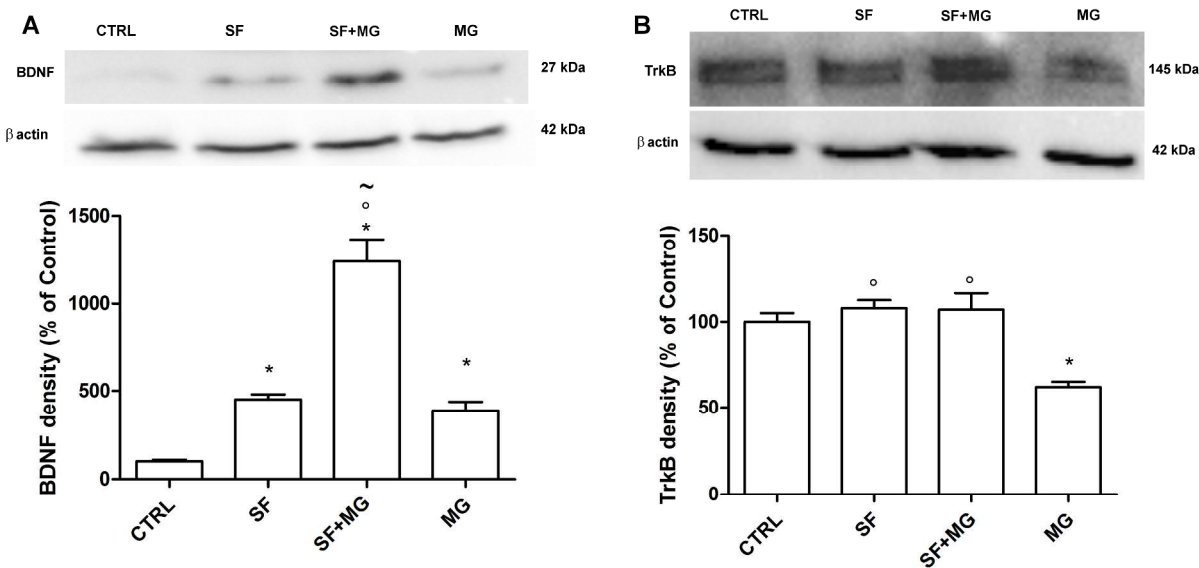 A
CTRL SF SF+MG MG
BDNF 27 kDa
β actin 42 kDa
~
°
*
* *
1500
1000
500
0
BDNF density (% of Control)
CTRL SF SF+MG MG
B
CTRL SF SF+MG MG
TrkB 145 kDa
β actin 42 kDa
° °
*
150
100
50
0
TrkB density (% of Control)
CTRL SF SF+MG MG